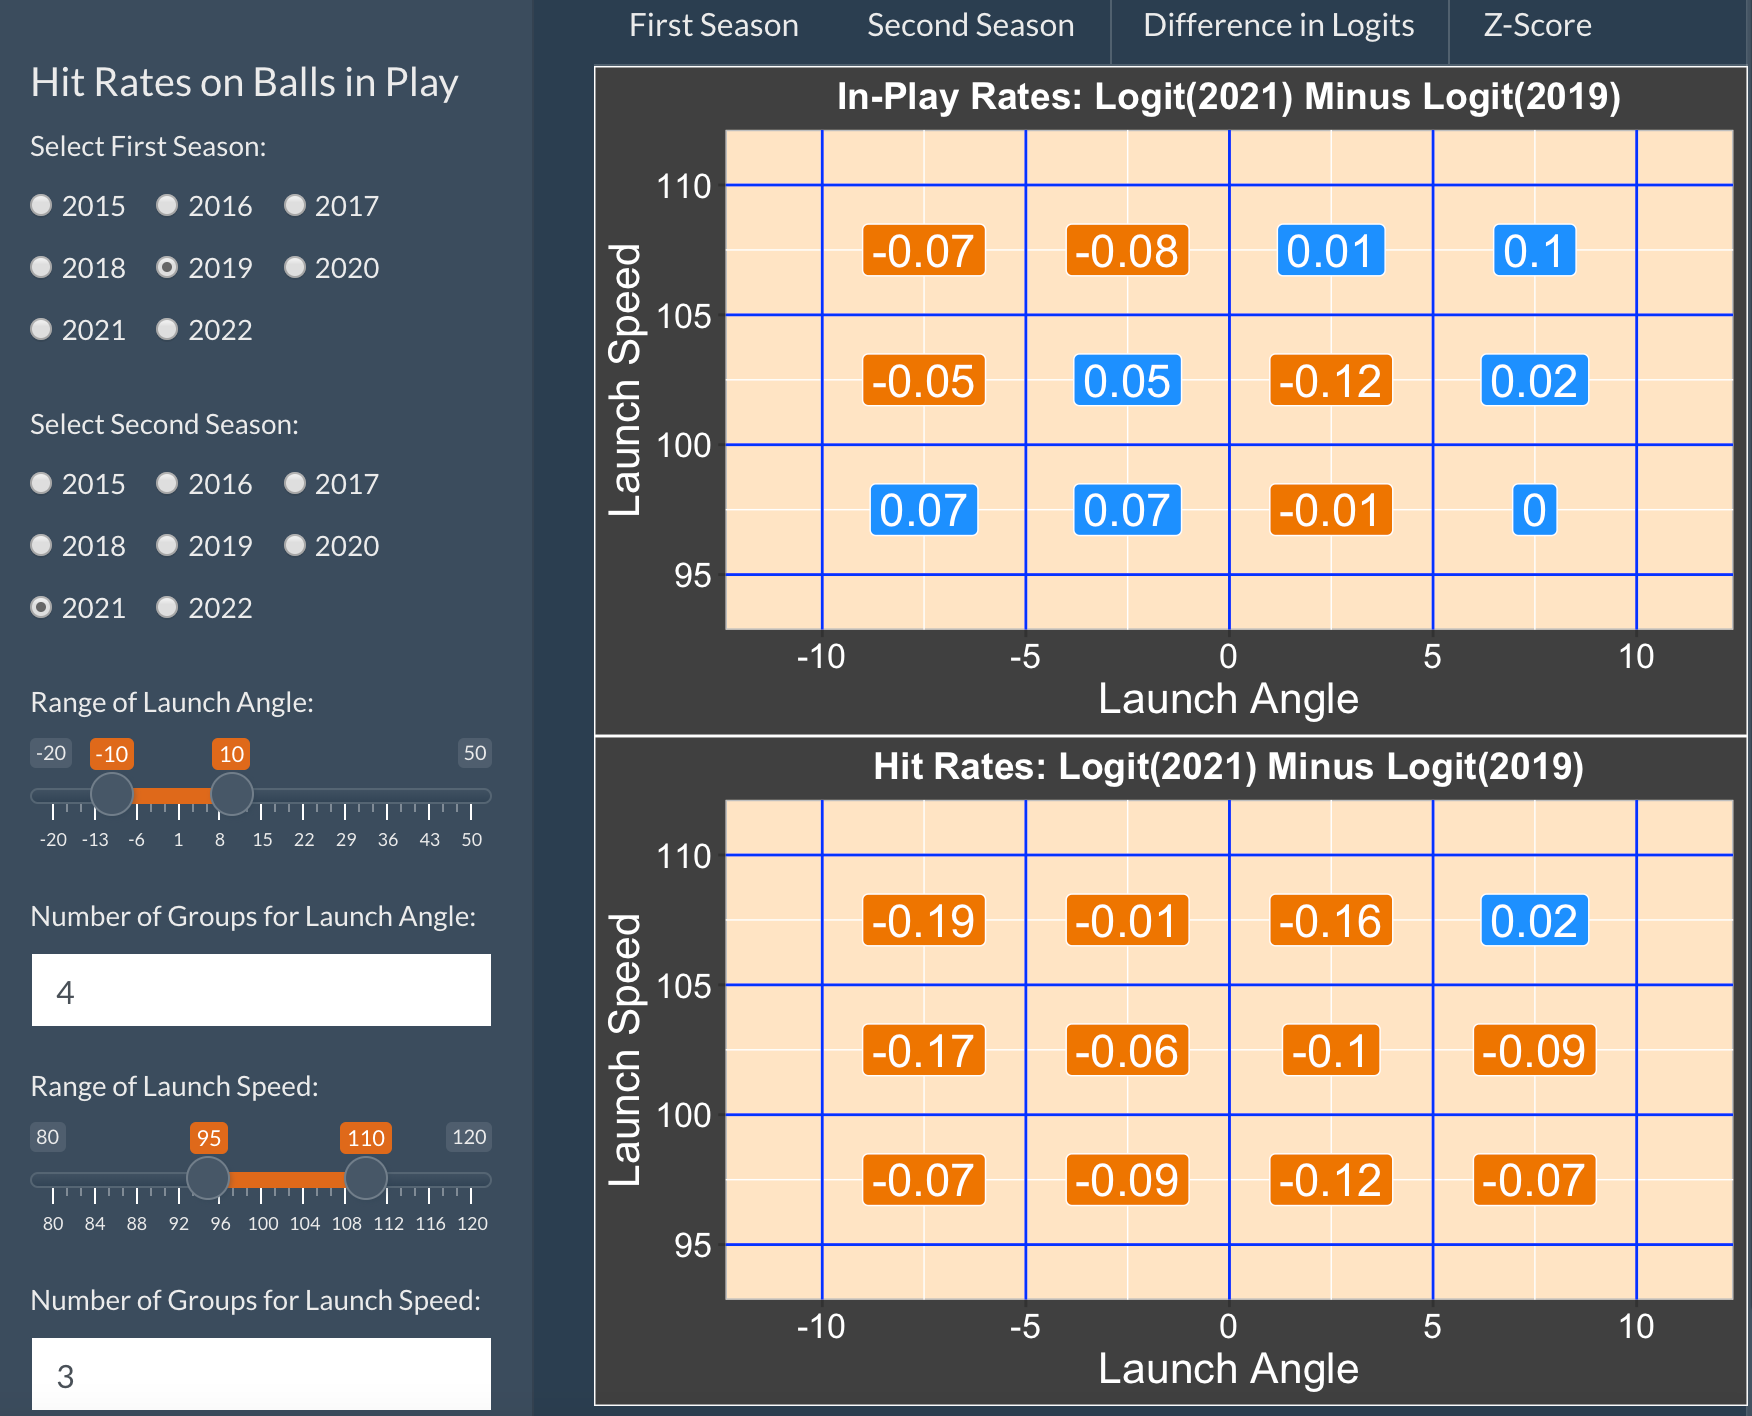 Hit Rates on Balls in Play
Select First Season:
2015 2016 2017
2018 2019 2020
2021 2022
Select Second Season:
2015 2016 2017
2018 2019 2020
2021 2022
Range of Launch Angle:
-20 -10 10 50
-20 -13 -6 1 8 15 22 29 36 43 50
Number of Groups for Launch Angle:
4
Range of Launch Speed:
80 95 110 120
80 84 88 92 96 100 104 108 112 116 120
Number of Groups for Launch Speed:
3
First Season Second Season Difference in Logits Z-Score
In-Play Rates: Logit(2021) Minus Logit(2019)
Launch Speed
110
-0.07 -0.08 0.01 0.1
105
-0.05 0.05 -0.12 0.02
100
0.07 0.07 -0.01 0
95
-10 -5 0 5 10
Launch Angle
Hit Rates: Logit(2021) Minus Logit(2019)
Launch Speed
110
-0.19 -0.01 -0.16 0.02
105
-0.17 -0.06 -0.1 -0.09
100
-0.07 -0.09 -0.12 -0.07
95
-10 -5 0 5 10
Launch Angle